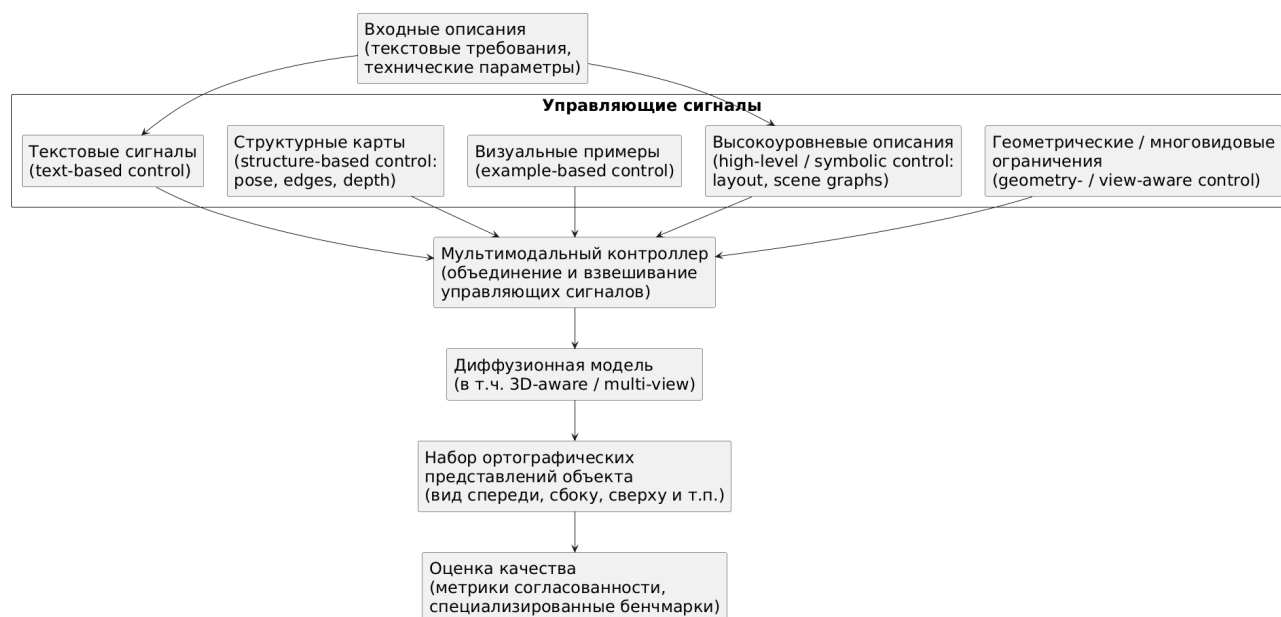 Входные описания
(текстовые требования,
технические параметры)
Управляющие сигналы
Текстовые сигналы
(text-based control)
Структурные карты
(structure-based control:
pose, edges, depth)
Визуальные примеры
(example-based control)
Высокоуровневые описания
(high-level / symbolic control:
layout, scene graphs)
Геометрические / многовидовые
ограничения
(geometry- / view-aware control)
Мультимодальный контроллер
(объединение и взвешивание
управляющих сигналов)
Диффузионная модель
(в т.ч. 3D-aware / multi-view)
Набор ортографических
представлений объекта
(вид спереди, сбоку, сверху и т.п.)
Оценка качества
(метрики согласованности,
специализированные бенчмарки)